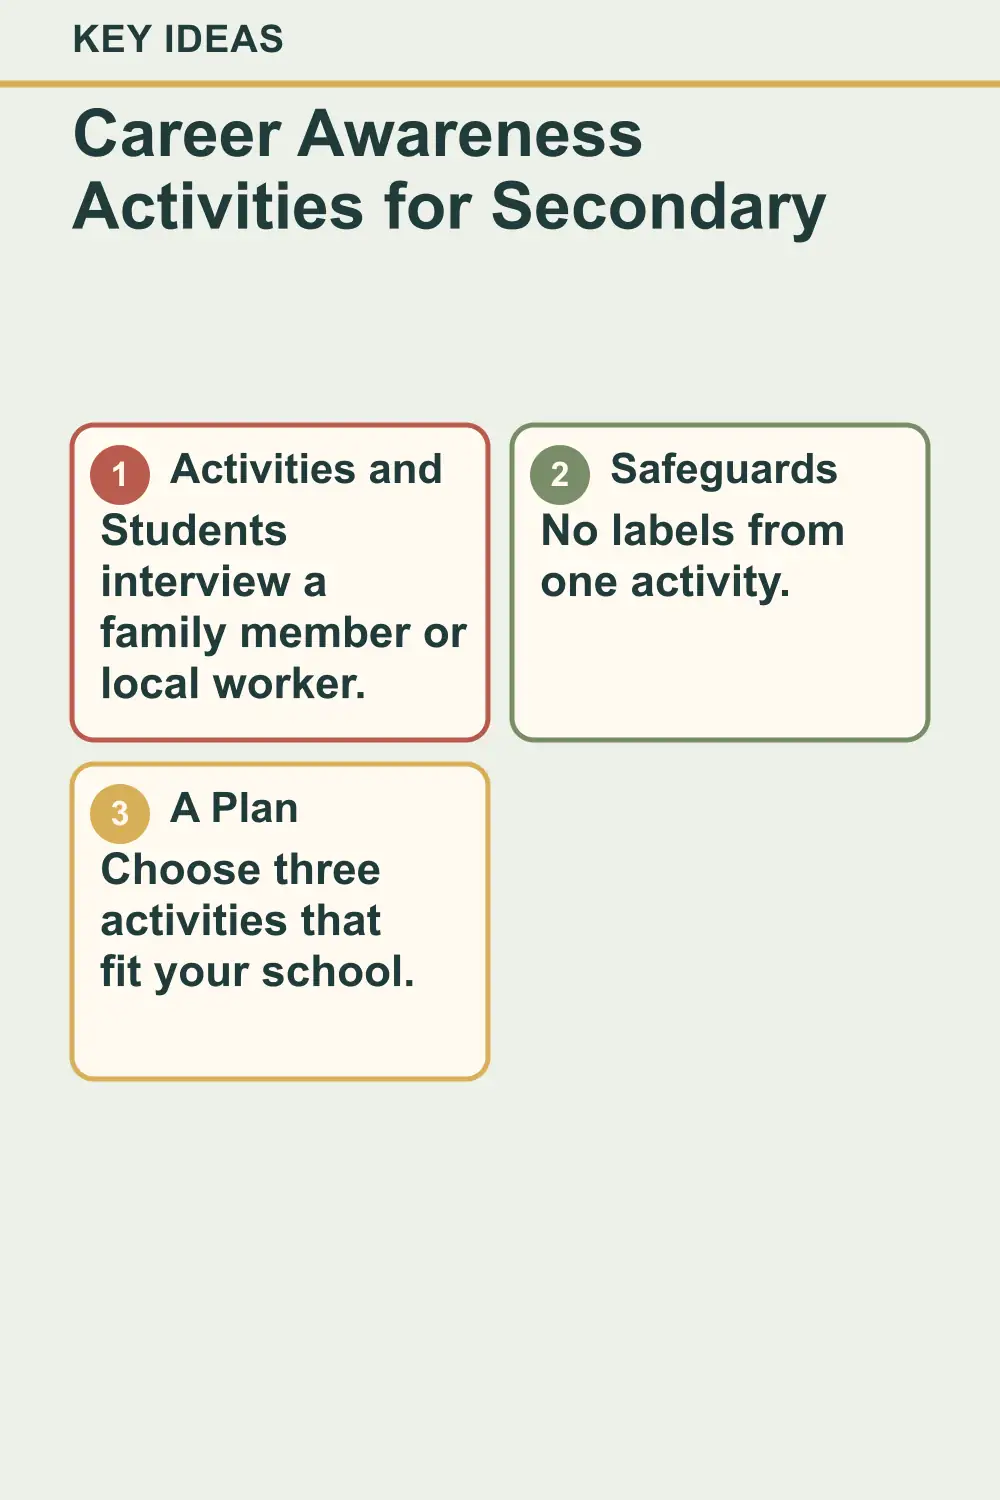 KEY IDEAS
Career Awareness
Activities for Secondary
1 Activities and
Students
interview a
family member or
local worker.
2 Safeguards
No labels from
one activity.
3 A Plan
Choose three
activities that
fit your school.